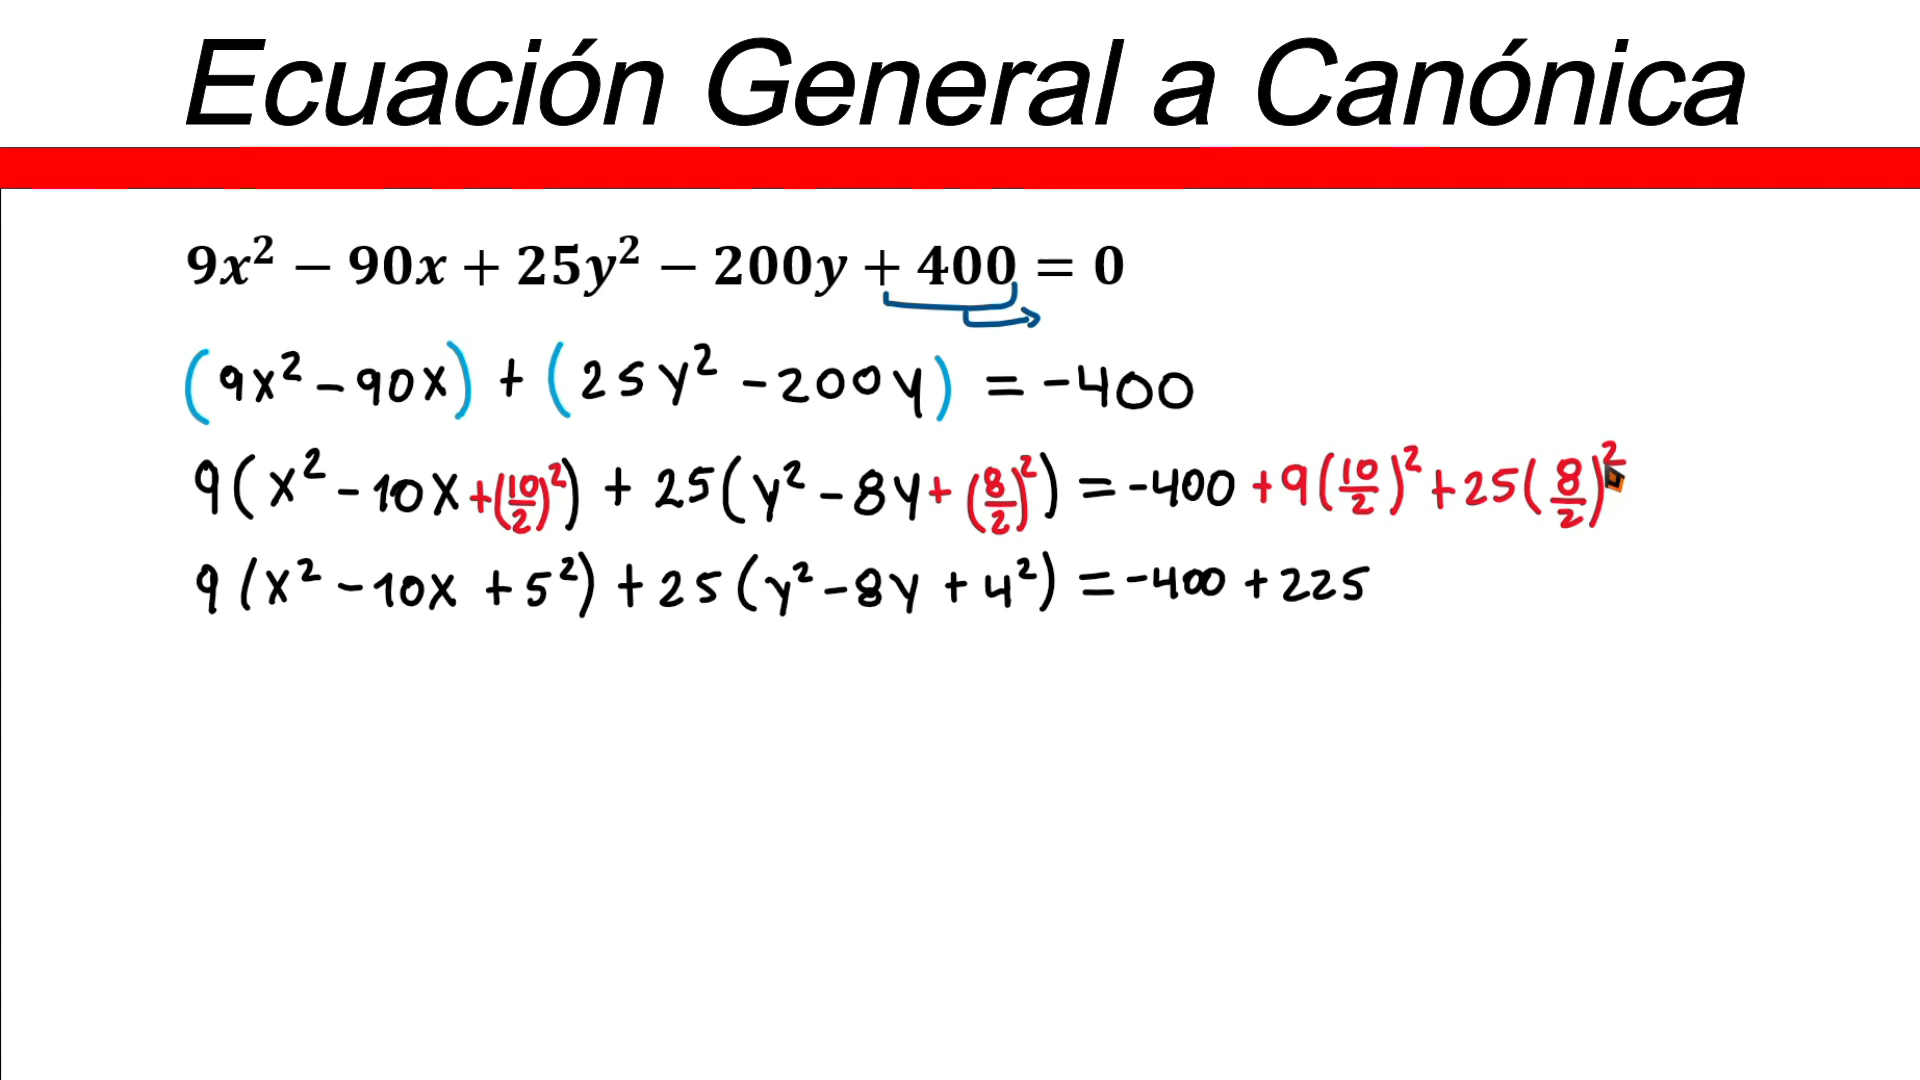 Ecuación General a Canónica
9x² − 90x + 25y² − 200y + 400 = 0
(9x² − 90x) + (25y² − 200y) = −400
9(x² − 10x + (10/2)²) + 25(y² − 8y + (8/2)²) = −400 + 9(10/2)² + 25(8/2)²
9(x² − 10x + 5²) + 25(y² − 8y + 4²) = −400 + 225